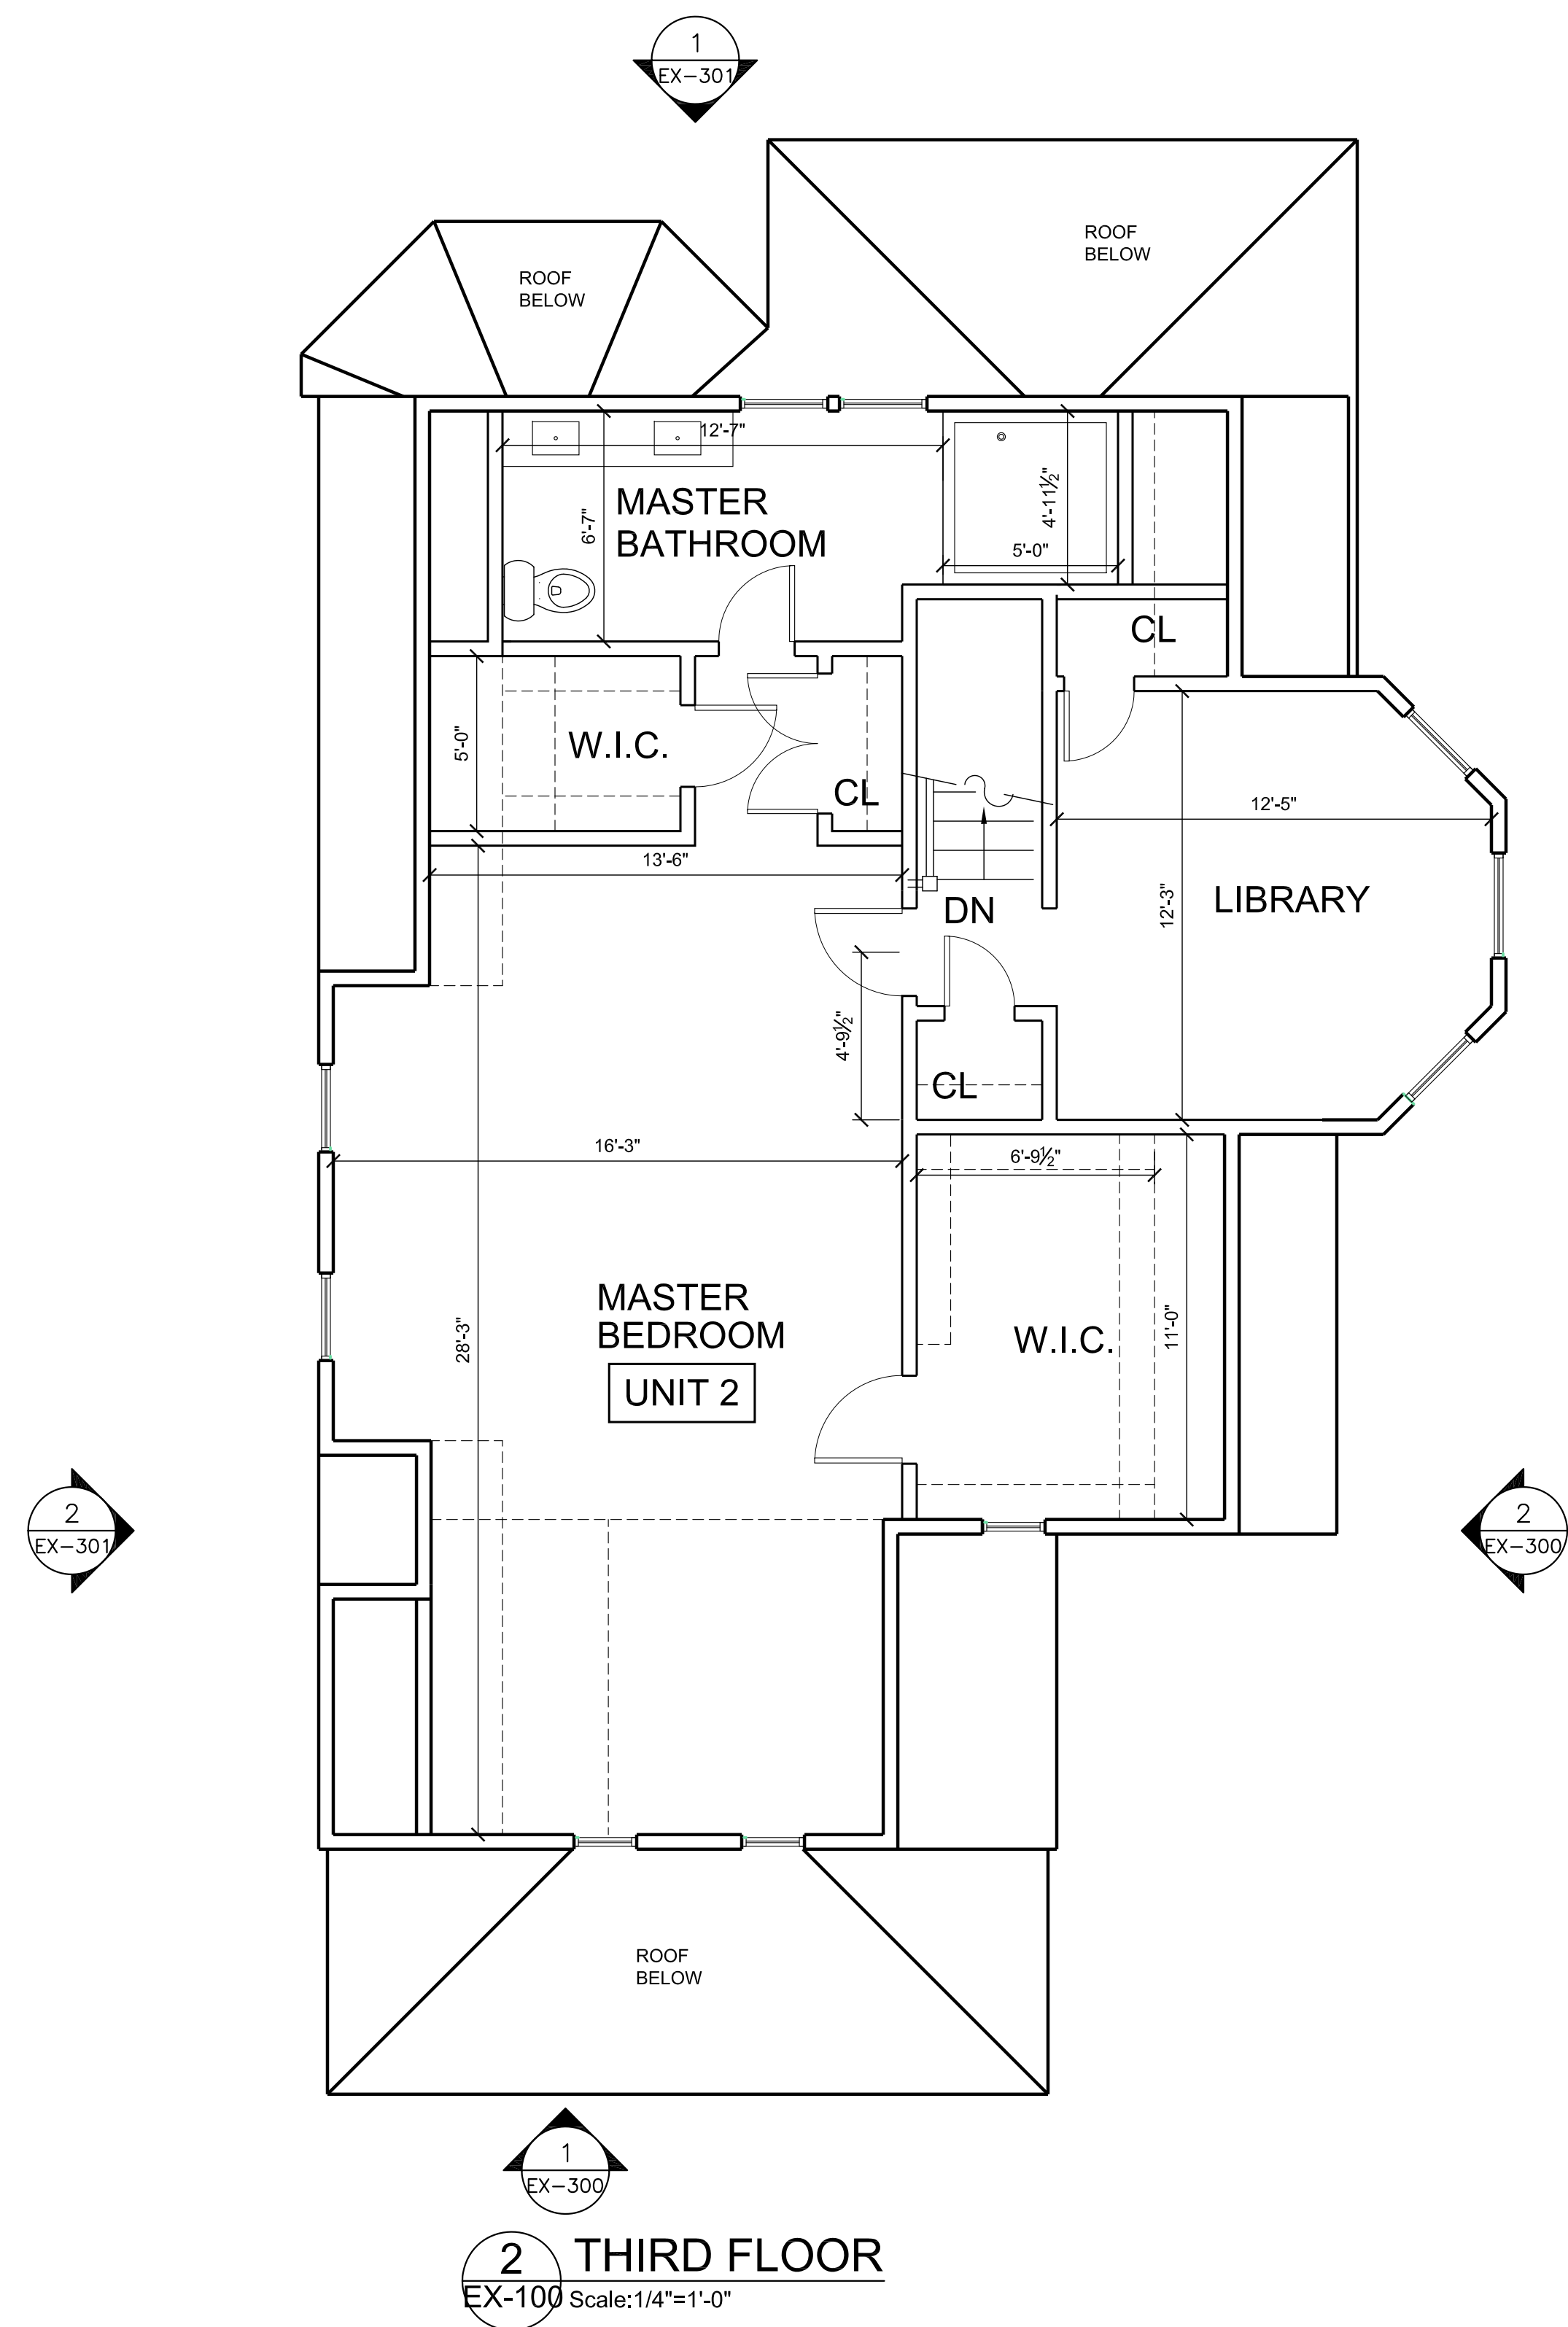 1
EX-301
ROOF
BELOW
ROOF
BELOW
12'-7"
MASTER
BATHROOM
6'-7"
4'-11½"
5'-0"
CL
W.I.C.
5'-0"
CL
12'-5"
13'-6"
LIBRARY
12'-3"
DN
4'-9½"
CL
16'-3"
6'-9½"
MASTER
BEDROOM
UNIT 2
28'-3"
W.I.C.
11'-0"
2
EX-301
2
EX-300
ROOF
BELOW
1
EX-300
2
EX-100
THIRD FLOOR
Scale:1/4"=1'-0"